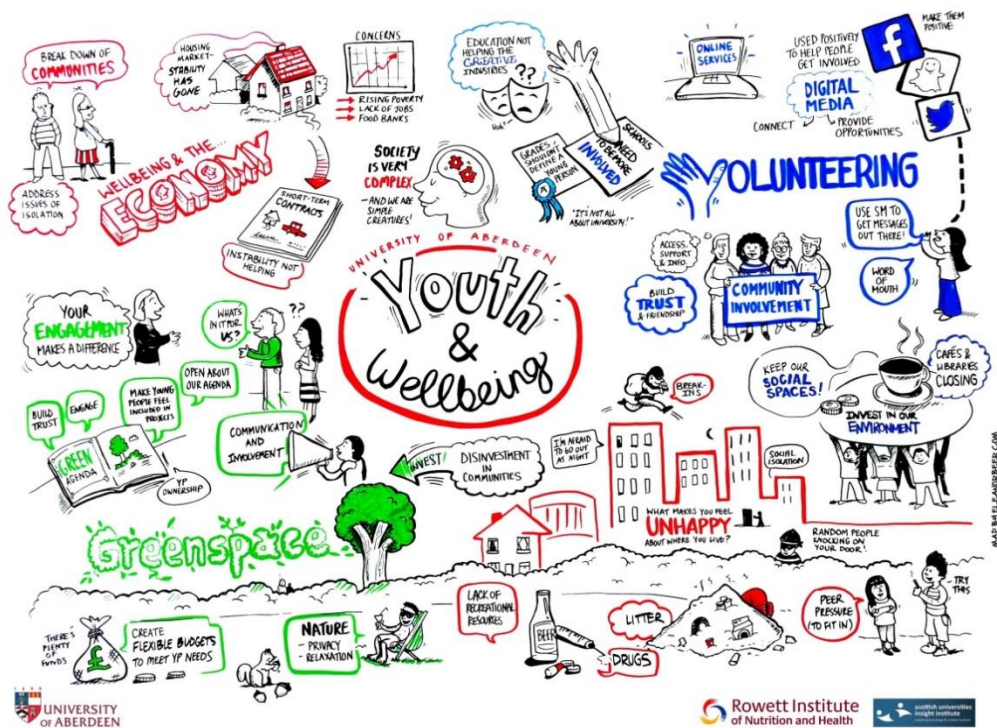 BREAK DOWN OF
COMMUNITIES
ADDRESS
ISSUES OF
ISOLATION
HOUSING
MARKET
STABILITY
HAS
GONE
CONCERNS
RISING POVERTY
LACK OF JOBS
FOOD BANKS
WELLBEING & THE...
ECONOMY
SHORT-TERM
CONTRACTS
INSTABILITY NOT
HELPING
SOCIETY
IS VERY
COMPLEX
- AND WE ARE
SIMPLE
CREATURES!
EDUCATION NOT
HELPING THE
CREATIVE
INDUSTRIES
??
GRADES
SHOULDN'T
DEFINE A
YOUNG
PERSON
SCHOOLS
NEED
TO BE MORE
INVOLVED
"IT'S NOT ALL
ABOUT UNIVERSITY!"
ONLINE
SERVICES
USED POSITIVELY
TO HELP PEOPLE
GET INVOLVED
DIGITAL
MEDIA
CONNECT
PROVIDE
OPPORTUNITIES
MAKE THEM
POSITIVE
f
VOLUNTEERING
USE SM TO
GET MESSAGES
OUT THERE!
WORD
OF
MOUTH
ACCESS,
SUPPORT
& INFO.
BUILD
TRUST
& FRIENDSHIP
COMMUNITY
INVOLVEMENT
UNIVERSITY OF ABERDEEN
Youth
&
Wellbeing
YOUR
ENGAGEMENT
MAKES A DIFFERENCE
WHATS
IN IT FOR
US?
??
OPEN ABOUT
OUR AGENDA
MAKE YOUNG
PEOPLE FEEL
INCLUDED IN
PROJECTS
ENGAGE
BUILD
TRUST
GREEN
AGENDA
YP
OWNERSHIP
COMMUNICATION
AND
INVOLVEMENT
INVEST!
DISINVESTMENT
IN
COMMUNITIES
BREAK-
INS
I'M AFRAID
TO GO OUT
AT NIGHT
SOCIAL
ISOLATION
WHAT MAKES YOU FEEL
UNHAPPY
ABOUT WHERE YOU LIVE?
RANDOM PEOPLE
KNOCKING ON
YOUR DOOR!
KEEP OUR
SOCIAL
SPACES!
CAFÉS &
LIBRARIES
CLOSING
INVEST IN OUR
ENVIRONMENT
Greenspace
THERE'S
PLENTY
OF
FUNDS
£
CREATE
FLEXIBLE BUDGETS
TO MEET YP NEEDS
NATURE
- PRIVACY
- RELAXATION
LACK OF
RECREATIONAL
RESOURCES
BEER
LITTER
DRUGS
PEER
PRESSURE
(TO FIT IN)
TRY
THIS
UNIVERSITY
OF ABERDEEN
Rowett Institute
of Nutrition and Health
scottish universities
insight institute